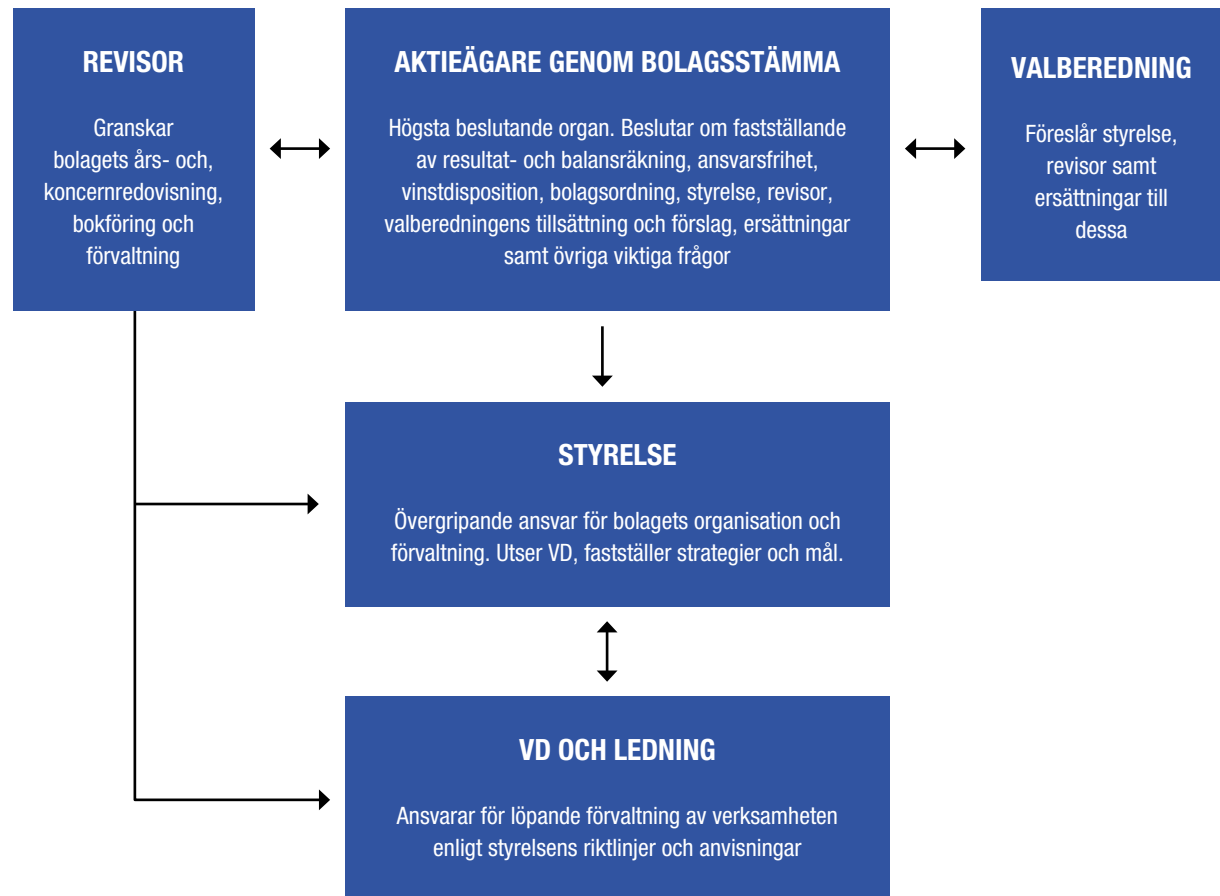 REVISOR
Granskar
bolagets års- och,
koncernredovisning,
bokföring och
förvaltning
AKTIEÄGARE GENOM BOLAGSSTÄMMA
Högsta beslutande organ. Beslutar om fastställande
av resultat- och balansräkning, ansvarsfrihet,
vinstdisposition, bolagsordning, styrelse, revisor,
valberedningens tillsättning och förslag, ersättningar
samt övriga viktiga frågor
VALBEREDNING
Föreslår styrelse,
revisor samt
ersättningar till
dessa
STYRELSE
Övergripande ansvar för bolagets organisation och
förvaltning. Utser VD, fastställer strategier och mål.
VD OCH LEDNING
Ansvarar för löpande förvaltning av verksamheten
enligt styrelsens riktlinjer och anvisningar